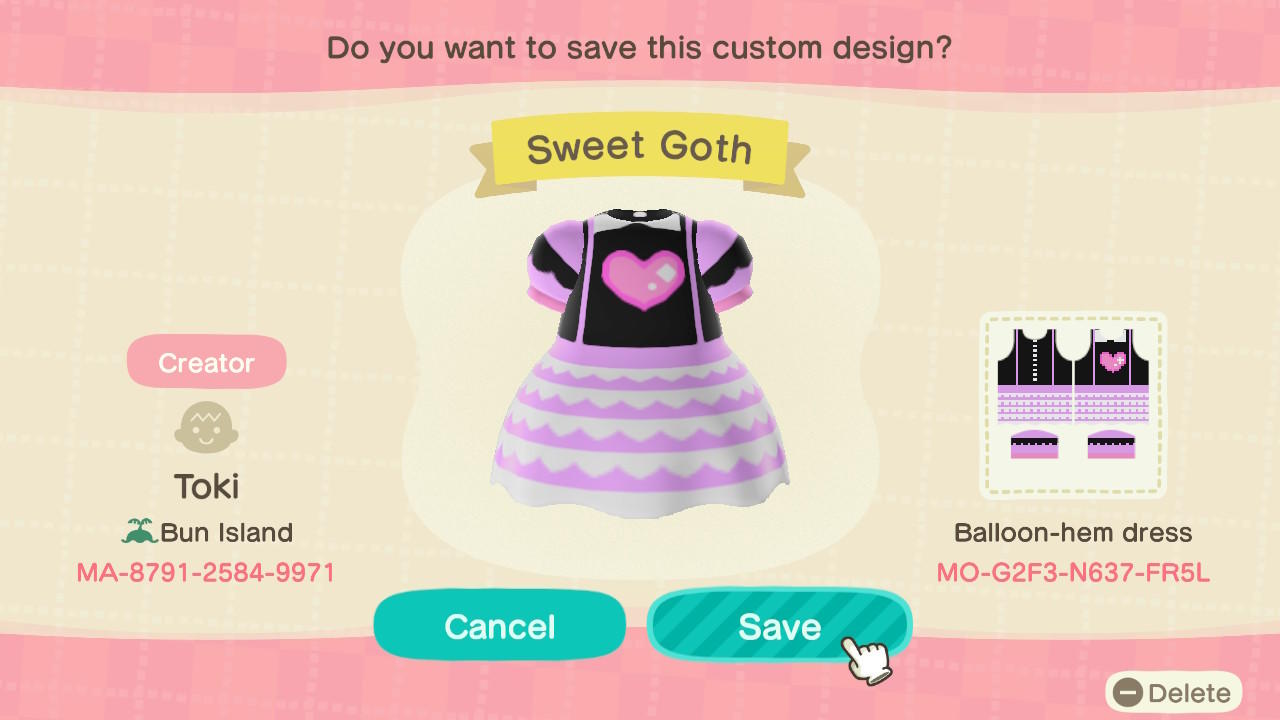 Do you want to save this custom design?
Sweet Goth
Creator
Toki
Bun Island
MA-8791-2584-9971
Balloon-hem dress
MO-G2F3-N637-FR5L
Cancel
Save
Delete